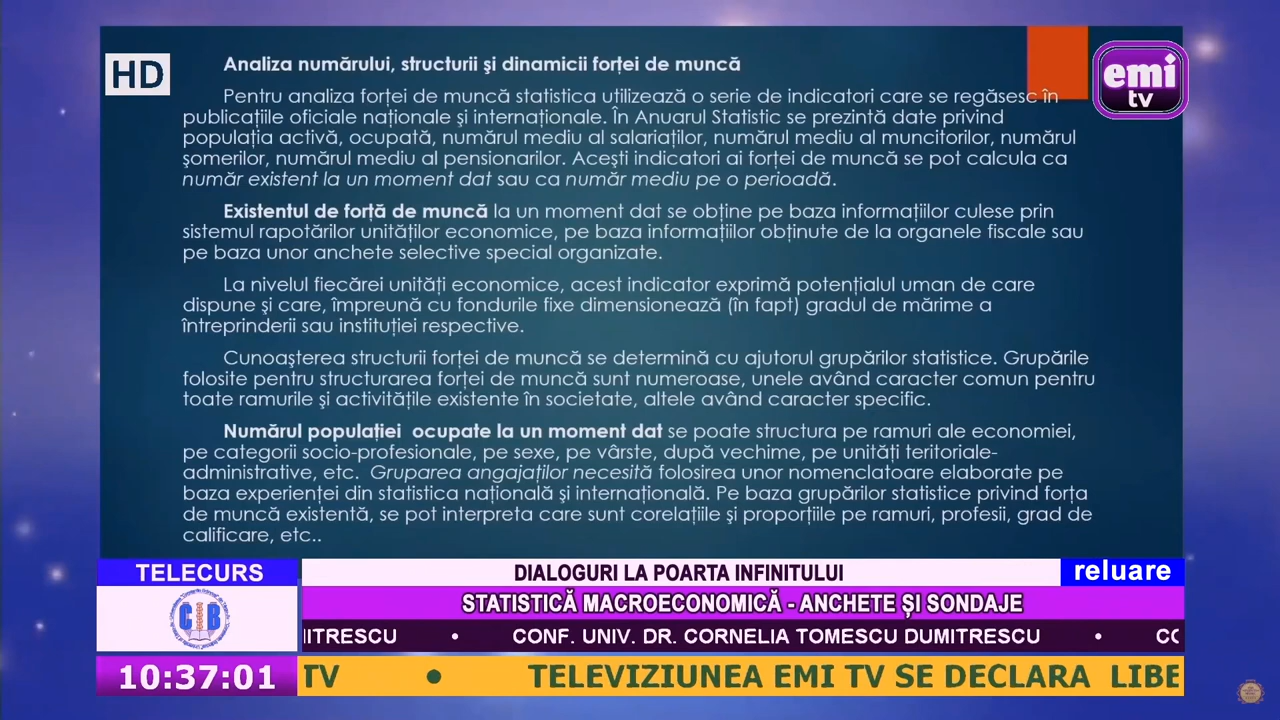 HD
emi
tv
Analiza numărului, structurii şi dinamicii forţei de muncă
Pentru analiza forţei de muncă statistica utilizează o serie de indicatori care se regăsesc în
publicaţiile oficiale naţionale şi internaţionale. În Anuarul Statistic se prezintă date privind
populaţia activă, ocupată, numărul mediu al salariaţilor, numărul mediu al muncitorilor, numărul
şomerilor, numărul mediu al pensionarilor. Aceşti indicatori ai forţei de muncă se pot calcula ca
număr existent la un moment dat sau ca număr mediu pe o perioadă.
Existentul de forţă de muncă la un moment dat se obţine pe baza informaţiilor culese prin
sistemul rapotărilor unităţilor economice, pe baza informaţiilor obţinute de la organele fiscale sau
pe baza unor anchete selective special organizate.
La nivelul fiecărei unităţi economice, acest indicator exprimă potenţialul uman de care
dispune şi care, împreună cu fondurile fixe dimensionează (în fapt) gradul de mărime a
întreprinderii sau instituţiei respective.
Cunoaşterea structurii forţei de muncă se determină cu ajutorul grupărilor statistice. Grupările
folosite pentru structurarea forţei de muncă sunt numeroase, unele având caracter comun pentru
toate ramurile şi activităţile existente în societate, altele având caracter specific.
Numărul populaţiei ocupate la un moment dat se poate structura pe ramuri ale economiei,
pe categorii socio-profesionale, pe sexe, pe vârste, după vechime, pe unităţi teritoriale-
administrative, etc. Gruparea angajaţilor necesită folosirea unor nomenclatoare elaborate pe
baza experienţei din statistica naţională şi internaţională. Pe baza grupărilor statistice privind forţa
de muncă existentă, se pot interpreta care sunt corelaţiile şi proporţiile pe ramuri, profesii, grad de
calificare, etc..
TELECURS
DIALOGURI LA POARTA INFINITULUI
reluare
STATISTICĂ MACROECONOMICĂ - ANCHETE ȘI SONDAJE
CIB
ITRESCU • CONF. UNIV. DR. CORNELIA TOMESCU DUMITRESCU • CO
10:37:01
TV • TELEVIZIUNEA EMI TV SE DECLARA LIBE